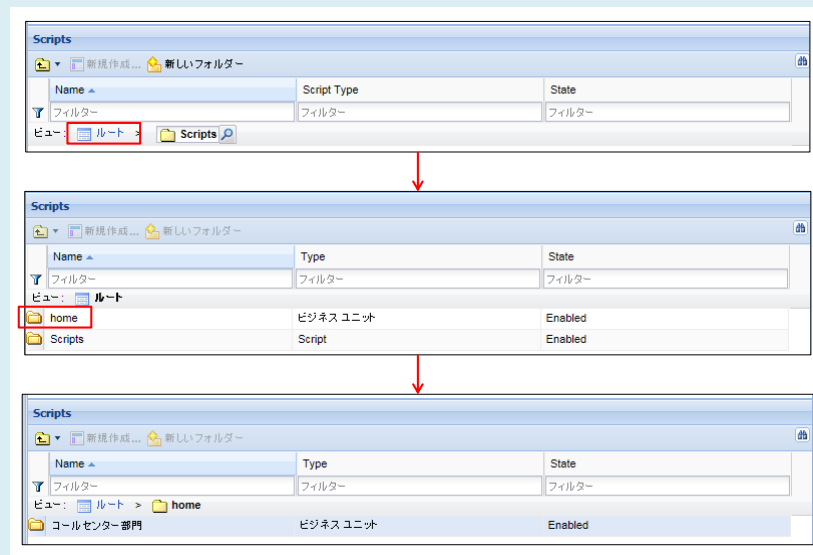 Scripts
新規作成... 新しいフォルダー
Name Script Type State
フィルター フィルター フィルター
ビュー: ルート > Scripts
Scripts
新規作成... 新しいフォルダー
Name Type State
フィルター フィルター フィルター
ビュー: ルート
home ビジネス ユニット Enabled
Scripts Script Enabled
Scripts
新規作成... 新しいフォルダー
Name Type State
フィルター フィルター フィルター
ビュー: ルート > home
コールセンター部門 ビジネス ユニット Enabled